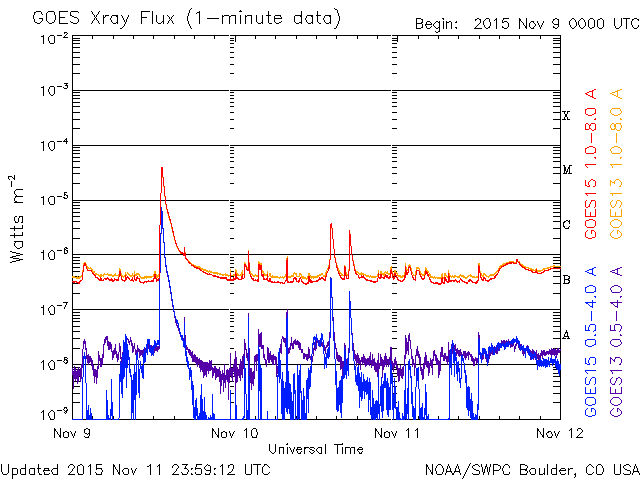 GOES Xray Flux (1-minute data)
Begin: 2015 Nov 9 0000 UTC
10-2
10-3
10-4
10-5
10-6
10-7
10-8
10-9
Watts m-2
X
M
C
B
A
GOES15 1.0-8.0 A
GOES13 1.0-8.0 A
GOES15 0.5-4.0 A
GOES13 0.5-4.0 A
Nov 9
Nov 10
Nov 11
Nov 12
Universal Time
Updated 2015 Nov 11 23:59:12 UTC
NOAA/SWPC Boulder, CO USA